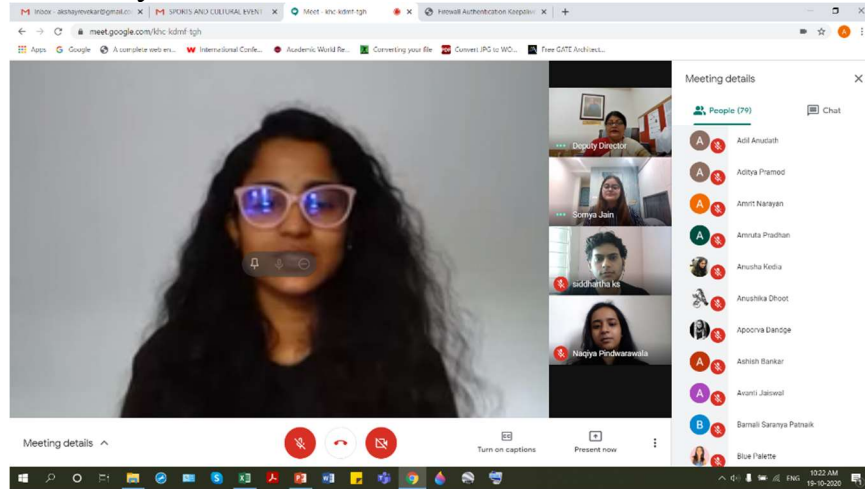 Inbox - akshayrevekar@gmail.co
M SPORTS AND CULTURAL EVENT
Meet - khc-kdmf-tgh
Firewall Authentication Keepaliv
meet.google.com/khc-kdmf-tgh
A
Apps
Google
A complete web en...
International Confe...
Academic World Re...
Converting your file
Convert JPG to WO...
Free GATE Architect...
Deputy Director
Somya Jain
siddhartha ks
Naqiya Pindwarawala
Meeting details
People (79)
Chat
A Adil Anudath
A Aditya Pramod
A Amrit Narayan
A Amruta Pradhan
Anusha Kedia
Anushika Dhoot
Apoorva Dandge
A Ashish Bankar
A Avanti Jaiswal
B Barnali Saranya Patnaik
Blue Palette
Meeting details
Turn on captions
Present now
ENG
10:22 AM
19-10-2020